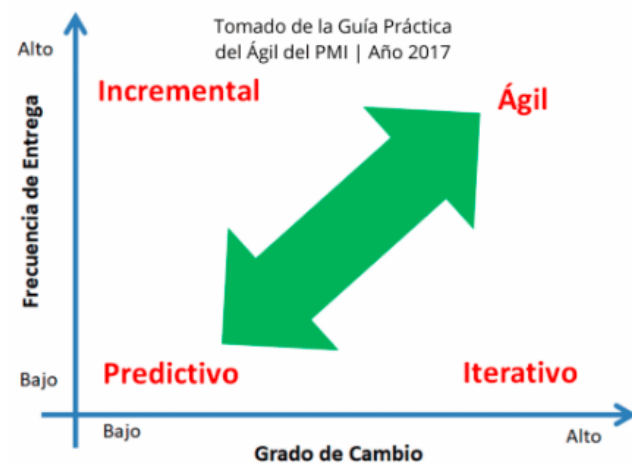 Tomado de la Guía Práctica
del Ágil del PMI | Año 2017
Alto
Incremental
Ágil
Frecuencia de Entrega
Predictivo
Iterativo
Bajo
Bajo
Alto
Grado de Cambio